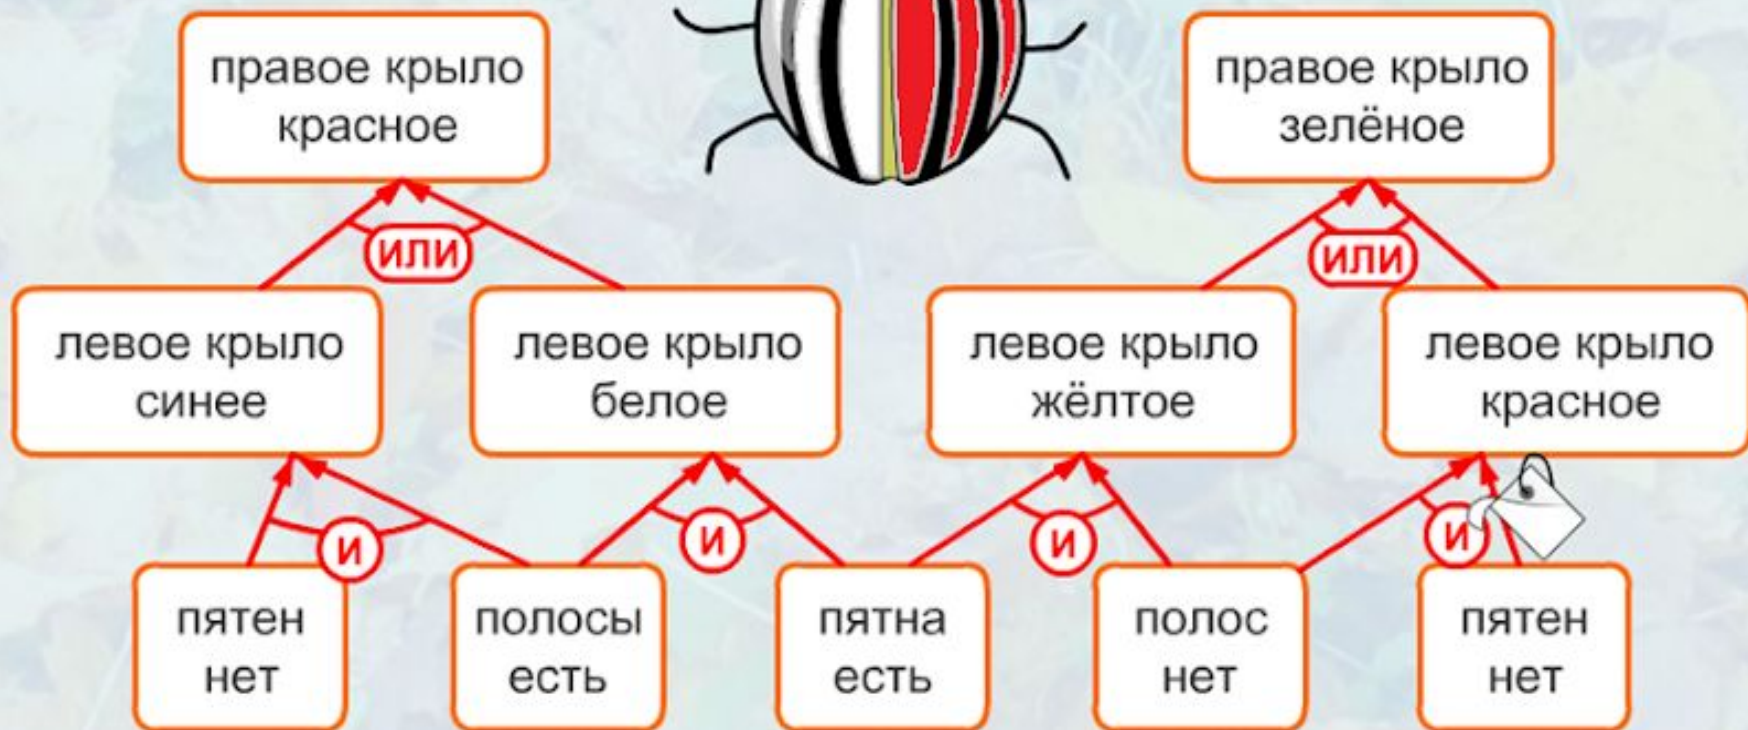 правое крыло
красное
правое крыло
зелёное
ИЛИ
ИЛИ
левое крыло
синее
левое крыло
белое
левое крыло
жёлтое
левое крыло
красное
И
И
И
И
пятен
нет
полосы
есть
пятна
есть
полос
нет
пятен
нет